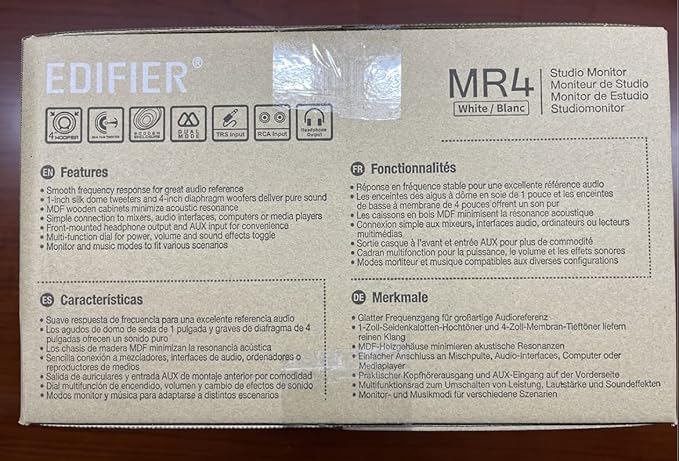 EDIFIER®
MR4
White / Blanc
Studio Monitor
Moniteur de Studio
Monitor de Estudio
Studiomonitor
4" WOOFER
SILK DOME TWEETER
WOODEN
DUAL MODE
TRS Input
RCA Input
Headphone Output
EN Features
• Smooth frequency response for great audio reference
• 1-inch silk dome tweeters and 4-inch diaphragm woofers deliver pure sound
• MDF wooden cabinets minimize acoustic resonance
• Simple connection to mixers, audio interfaces, computers or media players
• Front-mounted headphone output and AUX input for convenience
• Multi-function dial for power, volume and sound effects toggle
• Monitor and music modes to fit various scenarios
FR Fonctionnalités
• Réponse en fréquence stable pour une excellente référence audio
• Les enceintes des aigus à dôme en soie de 1 pouce et les enceintes
de basse à membrane de 4 pouces offrent un son pur
• Les caissons en bois MDF minimisent la résonance acoustique
• Connexion simple aux mixeurs, interfaces audio, ordinateurs ou lecteurs
multimédias
• Sortie casque à l'avant et entrée AUX pour plus de commodité
• Cadran multifonction pour la puissance, le volume et les effets sonores
• Modes moniteur et musique compatibles aux diverses configurations
ES Características
• Suave respuesta de frecuencia para una excelente referencia audio
• Los agudos de domo de seda de 1 pulgada y graves de diafragma de 4
pulgadas ofrecen un sonido puro
• Los chasis de madera MDF minimizan la resonancia acústica
• Sencilla conexión a mezcladores, interfaces de audio, ordenadores o
reproductores de medios
• Salida de auriculares y entrada AUX de montaje anterior por comodidad
• Dial multifunción de encendido, volumen y cambio de efectos de sonido
• Modos monitor y música para adaptarse a distintos escenarios
DE Merkmale
• Glatter Frequenzgang für großartige Audioreferenz
• 1-Zoll-Seidenkalotten-Hochtöner und 4-Zoll-Membran-Tieftöner liefern
reinen Klang
• MDF-Holzgehäuse minimieren akustische Resonanzen
• Einfacher Anschluss an Mischpulte, Audio-Interfaces, Computer oder
Mediaplayer
• Praktischer Kopfhörerausgang und AUX-Eingang auf der Vorderseite
• Multifunktionsrad zum Umschalten von Leistung, Lautstärke und Soundeffekten
• Monitor- und Musikmodi für verschiedene Szenarien